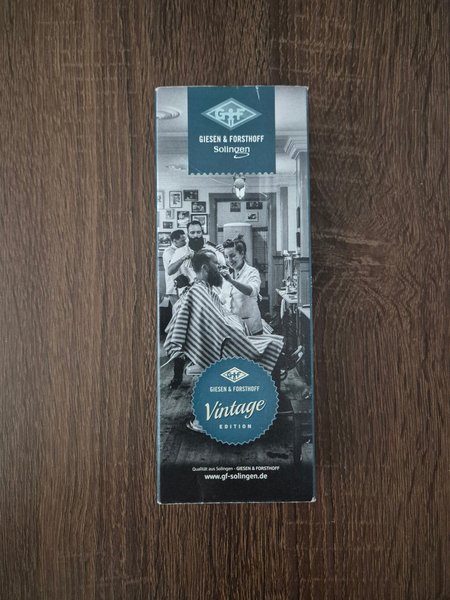 G&F
GIESEN & FORSTHOFF
Solingen
G&F
GIESEN & FORSTHOFF
Vintage
EDITION
Qualität aus Solingen - GIESEN & FORSTHOFF
www.gf-solingen.de